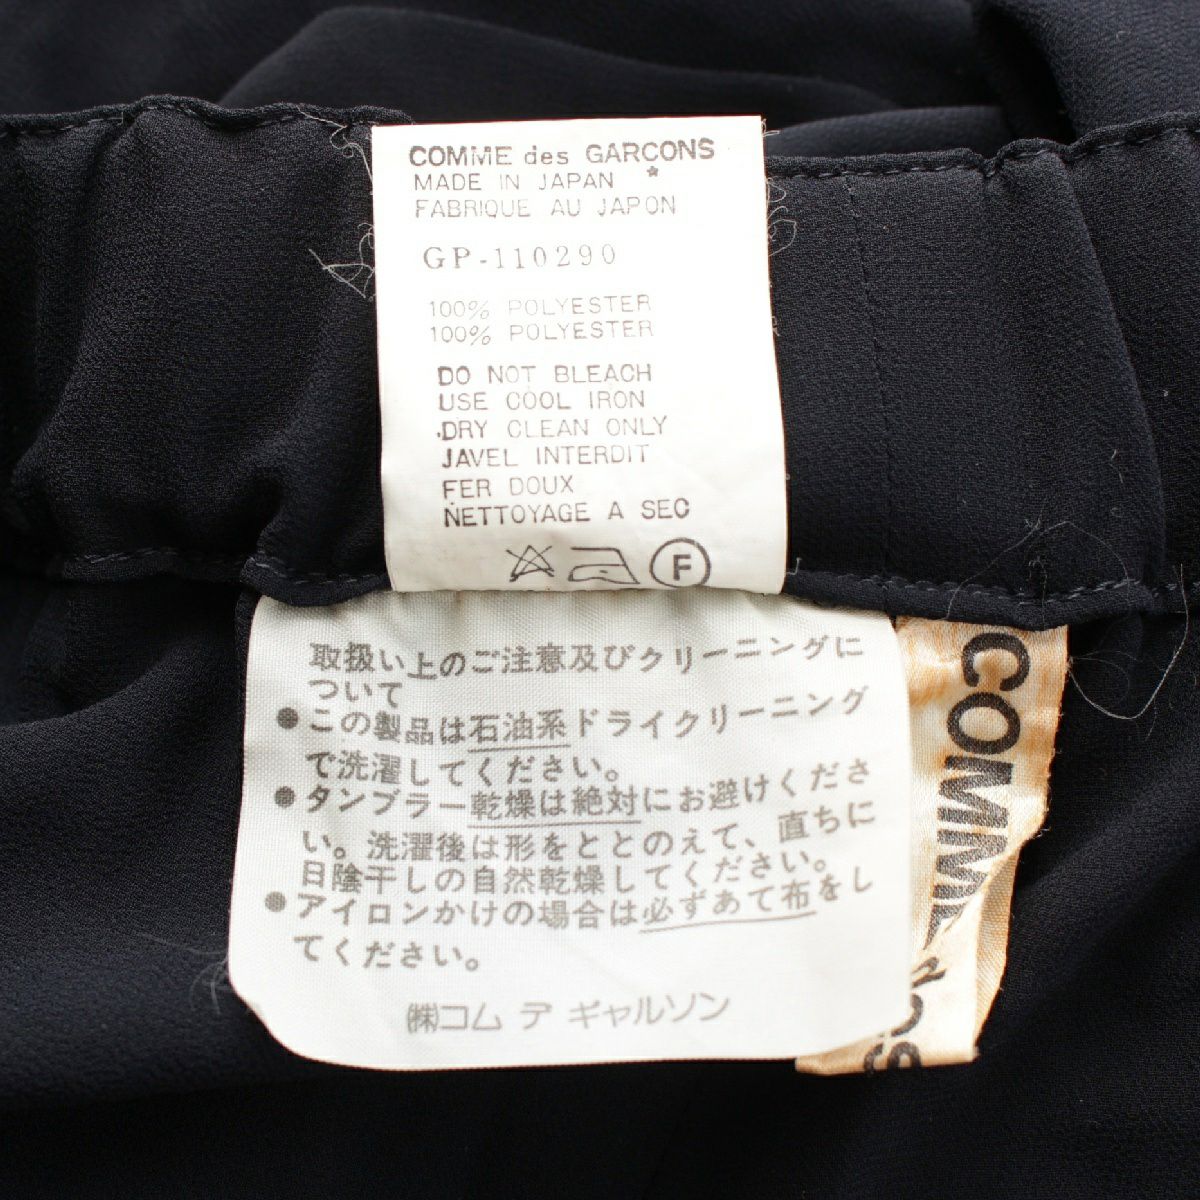 COMME des GARCONS
MADE IN JAPAN *
FABRIQUE AU JAPON
GP-110290
100% POLYESTER
100% POLYESTER
DO NOT BLEACH
USE COOL IRON
.DRY CLEAN ONLY
JAVEL INTERDIT
FER DOUX
NETTOYAGE A SEC
F
取扱い上のご注意及びクリーニングに
ついて
●この製品は石油系ドライクリーニング
で洗濯してください。
●タンブラー乾燥は絶対にお避けくださ
い。洗濯後は形をととのえて、直ちに
日陰干しの自然乾燥してください。
●アイロンかけの場合は必ずあて布をし
てください。
㈱コム デ ギャルソン
COMME